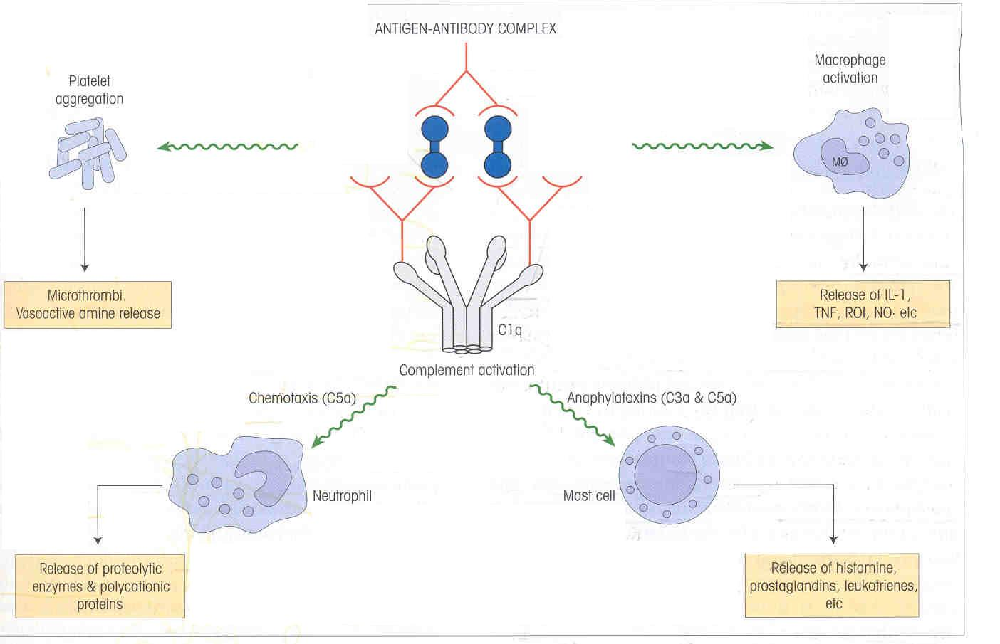 ANTIGEN-ANTIBODY COMPLEX
Platelet
aggregation
Macrophage
activation
MØ
Microthrombi.
Vasoactive amine release
Release of IL-1,
TNF, ROI, NO· etc
C1q
Complement activation
Chemotaxis (C5a)
Anaphylatoxins (C3a & C5a)
Neutrophil
Mast cell
Release of proteolytic
enzymes & polycationic
proteins
Release of histamine,
prostaglandins, leukotrienes,
etc